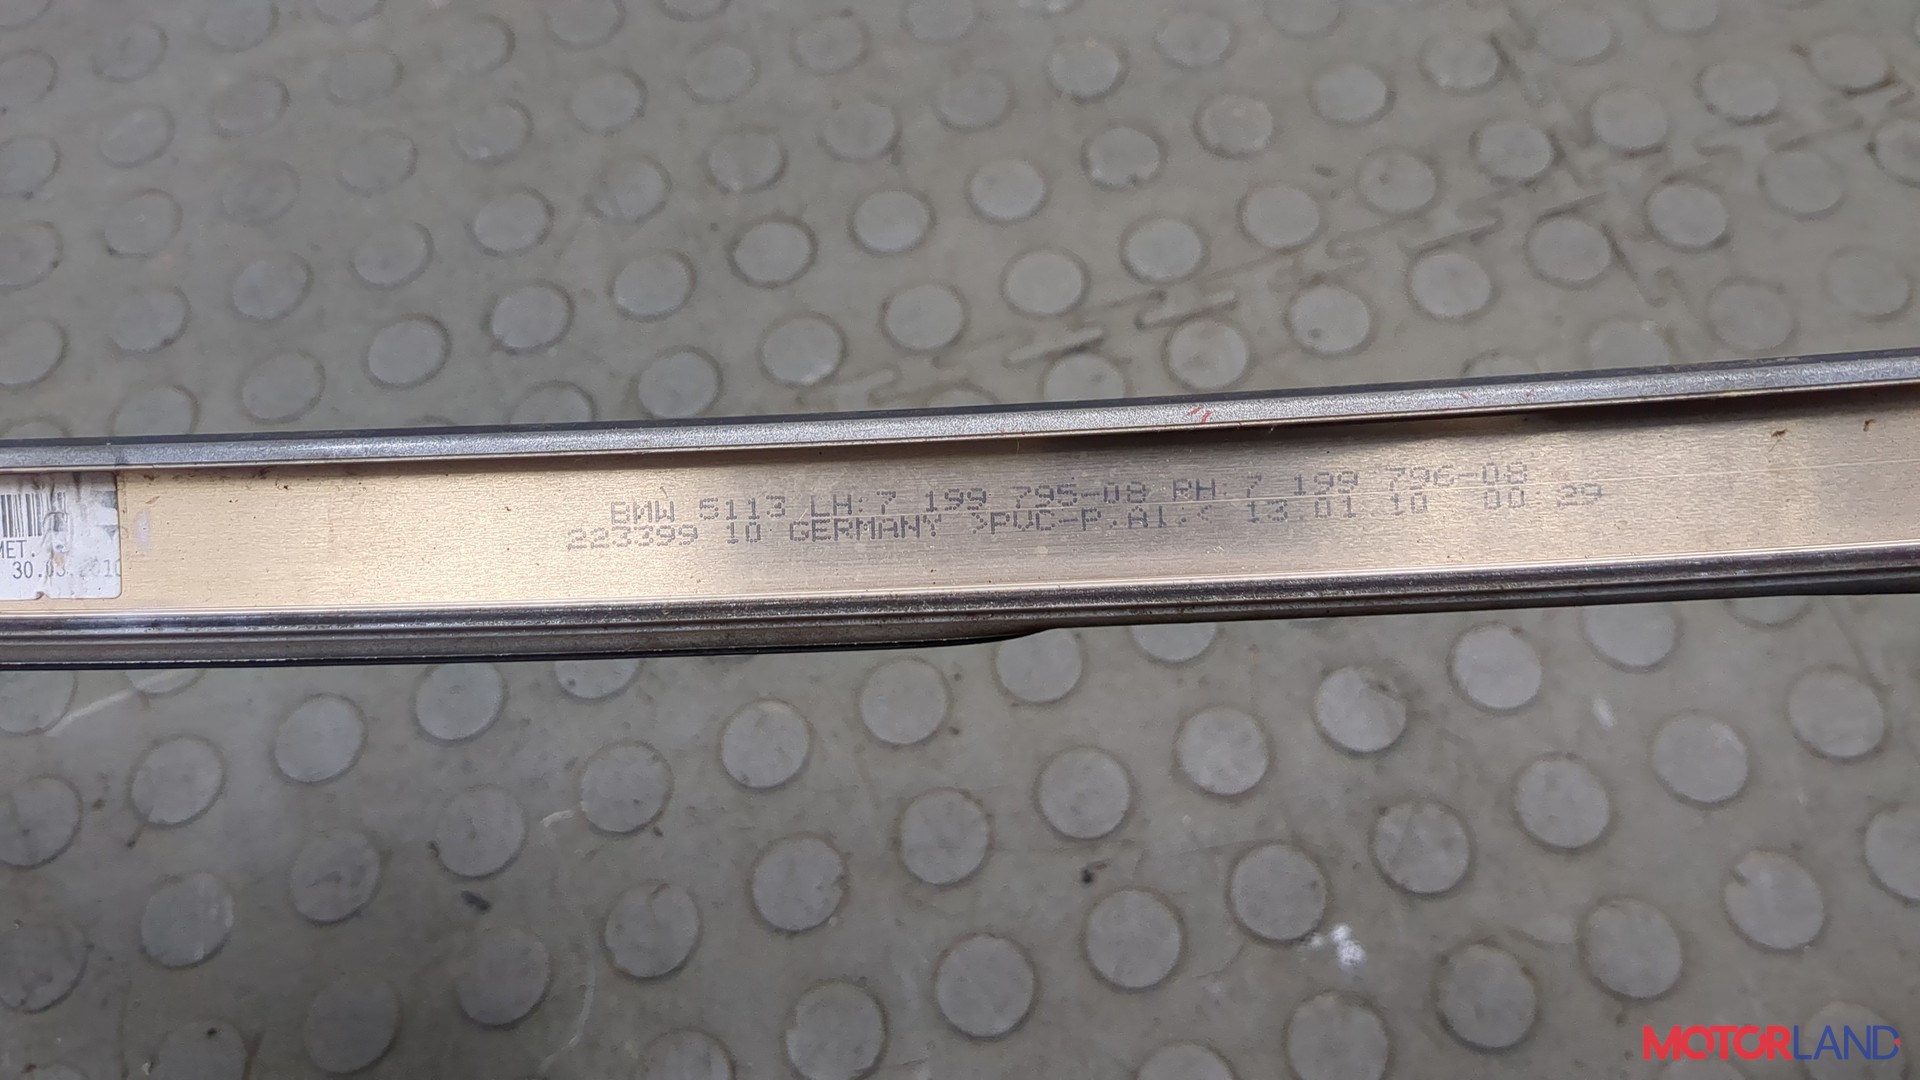 BMW 5113 LH:7 199 795-08 RH:7 199 796-08
223399 10 GERMANY >PVC-P.Al.< 13.01.10 00:29
MET.
30.03.2010
MOTORLAND